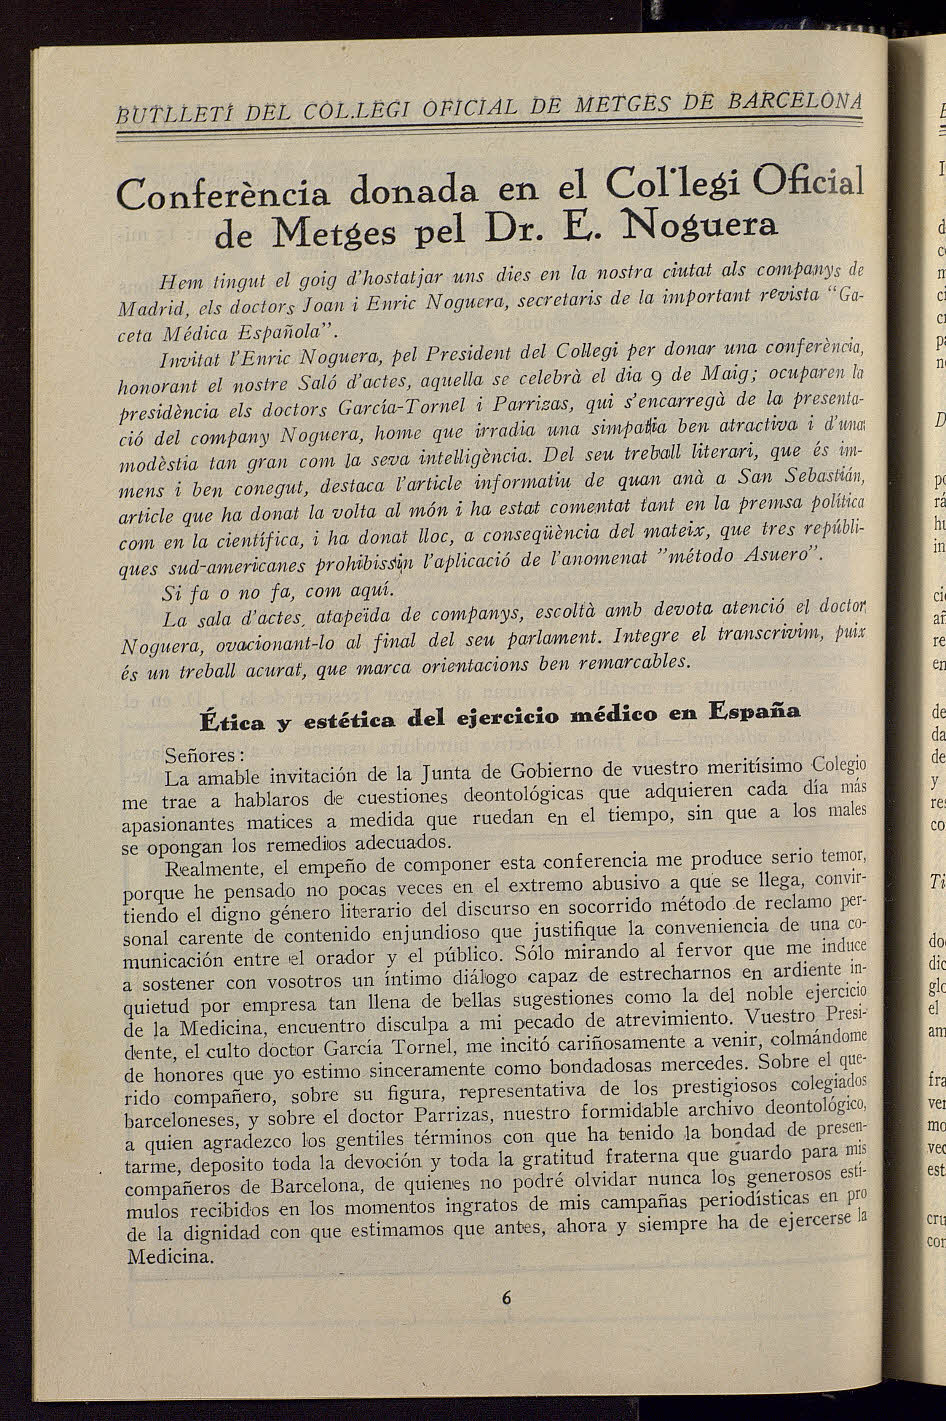 BUTLLETÍ DEL COL.LEGI OFICIAL DE METGES DE BARCELONA
Conferència donada en el Col·legi Oficial
de Metges pel Dr. E. Noguera
Hem tingut el goig d'hostatjar uns dies en la nostra ciutat als companys de
Madrid, els doctors Joan i Enric Noguera, secretaris de la important revista "Ga-
ceta Médica Española".
Invitat l'Enric Noguera, pel President del Collegi per donar una conferència,
honorant el nostre Saló d'actes, aquella se celebrà el dia 9 de Maig; ocuparen la
presidència els doctors García-Tornel i Parrizas, qui s'encarregà de la presenta-
ció del company Noguera, home que irradia una simpatia ben atractiva i d'una
modèstia tan gran com la seva intelligència. Del seu treball literari, que és im-
mens i ben conegut, destaca l'article informatiu de quan anà a San Sebastián,
article que ha donat la volta al món i ha estat comentat tant en la premsa política
com en la científica, i ha donat lloc, a conseqüència del mateix, que tres repúbli-
ques sud-americanes prohibissin l'aplicació de l'anomenat "método Asuero".
Si fa o no fa, com aquí.
La sala d'actes, atapeïda de companys, escoltà amb devota atenció el doctor
Noguera, ovacionant-lo al final del seu parlament. Integre el transcrivim, puix
és un treball acurat, que marca orientacions ben remarcables.
Ética y estética del ejercicio médico en España
Señores:
La amable invitación de la Junta de Gobierno de vuestro meritísimo Colegio
me trae a hablaros de cuestiones deontológicas que adquieren cada día más
apasionantes matices a medida que ruedan en el tiempo, sin que a los males
se opongan los remedios adecuados.
Realmente, el empeño de componer esta conferencia me produce serio temor,
porque he pensado no pocas veces en el extremo abusivo a que se llega, convir-
tiendo el digno género literario del discurso en socorrido método de reclamo per-
sonal carente de contenido enjundioso que justifique la conveniencia de una co-
municación entre el orador y el público. Sólo mirando al fervor que me induce
a sostener con vosotros un íntimo diálogo capaz de estrecharnos en ardiente in-
quietud por empresa tan llena de bellas sugestiones como la del noble ejercicio
de la Medicina, encuentro disculpa a mi pecado de atrevimiento. Vuestro Presi-
dente, el culto doctor García Tornel, me incitó cariñosamente a venir, colmándome
de honores que yo estimo sinceramente como bondadosas mercedes. Sobre el que-
rido compañero, sobre su figura, representativa de los prestigiosos colegiados
barceloneses, y sobre el doctor Parrizas, nuestro formidable archivo deontológico,
a quien agradezco los gentiles términos con que ha tenido la bondad de presen-
tarme, deposito toda la devoción y toda la gratitud fraterna que guardo para mis
compañeros de Barcelona, de quienes no podré olvidar nunca los generosos estí-
mulos recibidos en los momentos ingratos de mis campañas periodísticas en pro
de la dignidad con que estimamos que antes, ahora y siempre ha de ejercerse la
Medicina.
6